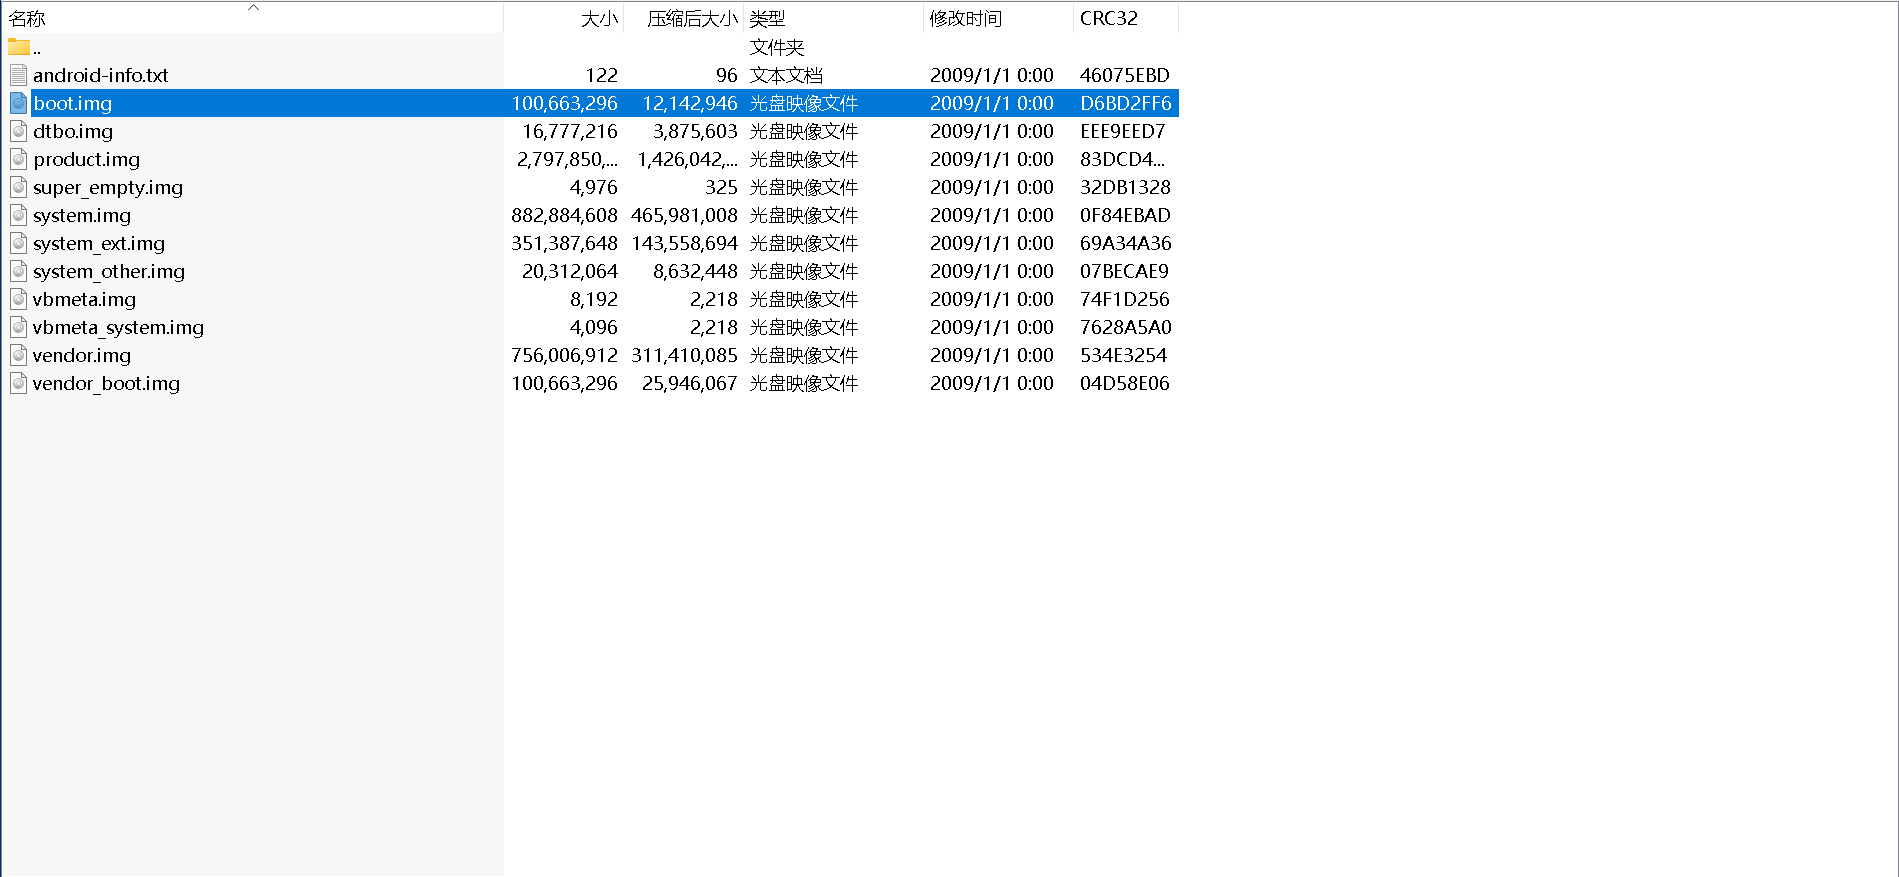 名称 大小 压缩后大小 类型 修改时间 CRC32
.. 文件夹
android-info.txt 122 96 文本文档 2009/1/1 0:00 46075EBD
boot.img 100,663,296 12,142,946 光盘映像文件 2009/1/1 0:00 D6BD2FF6
dtbo.img 16,777,216 3,875,603 光盘映像文件 2009/1/1 0:00 EEE9EED7
product.img 2,797,850,... 1,426,042,... 光盘映像文件 2009/1/1 0:00 83DCD4...
super_empty.img 4,976 325 光盘映像文件 2009/1/1 0:00 32DB1328
system.img 882,884,608 465,981,008 光盘映像文件 2009/1/1 0:00 0F84EBAD
system_ext.img 351,387,648 143,558,694 光盘映像文件 2009/1/1 0:00 69A34A36
system_other.img 20,312,064 8,632,448 光盘映像文件 2009/1/1 0:00 07BECAE9
vbmeta.img 8,192 2,218 光盘映像文件 2009/1/1 0:00 74F1D256
vbmeta_system.img 4,096 2,218 光盘映像文件 2009/1/1 0:00 7628A5A0
vendor.img 756,006,912 311,410,085 光盘映像文件 2009/1/1 0:00 534E3254
vendor_boot.img 100,663,296 25,946,067 光盘映像文件 2009/1/1 0:00 04D58E06